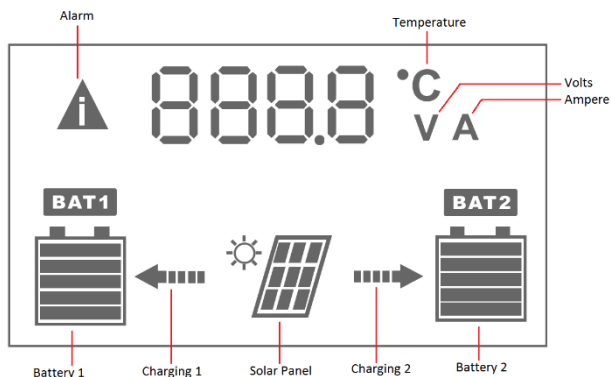 Alarm
Temperature
888.8 °C
Volts
Ampere
i
V A
BAT1
BAT2
Battery 1
Charging 1
Solar Panel
Charging 2
Battery 2